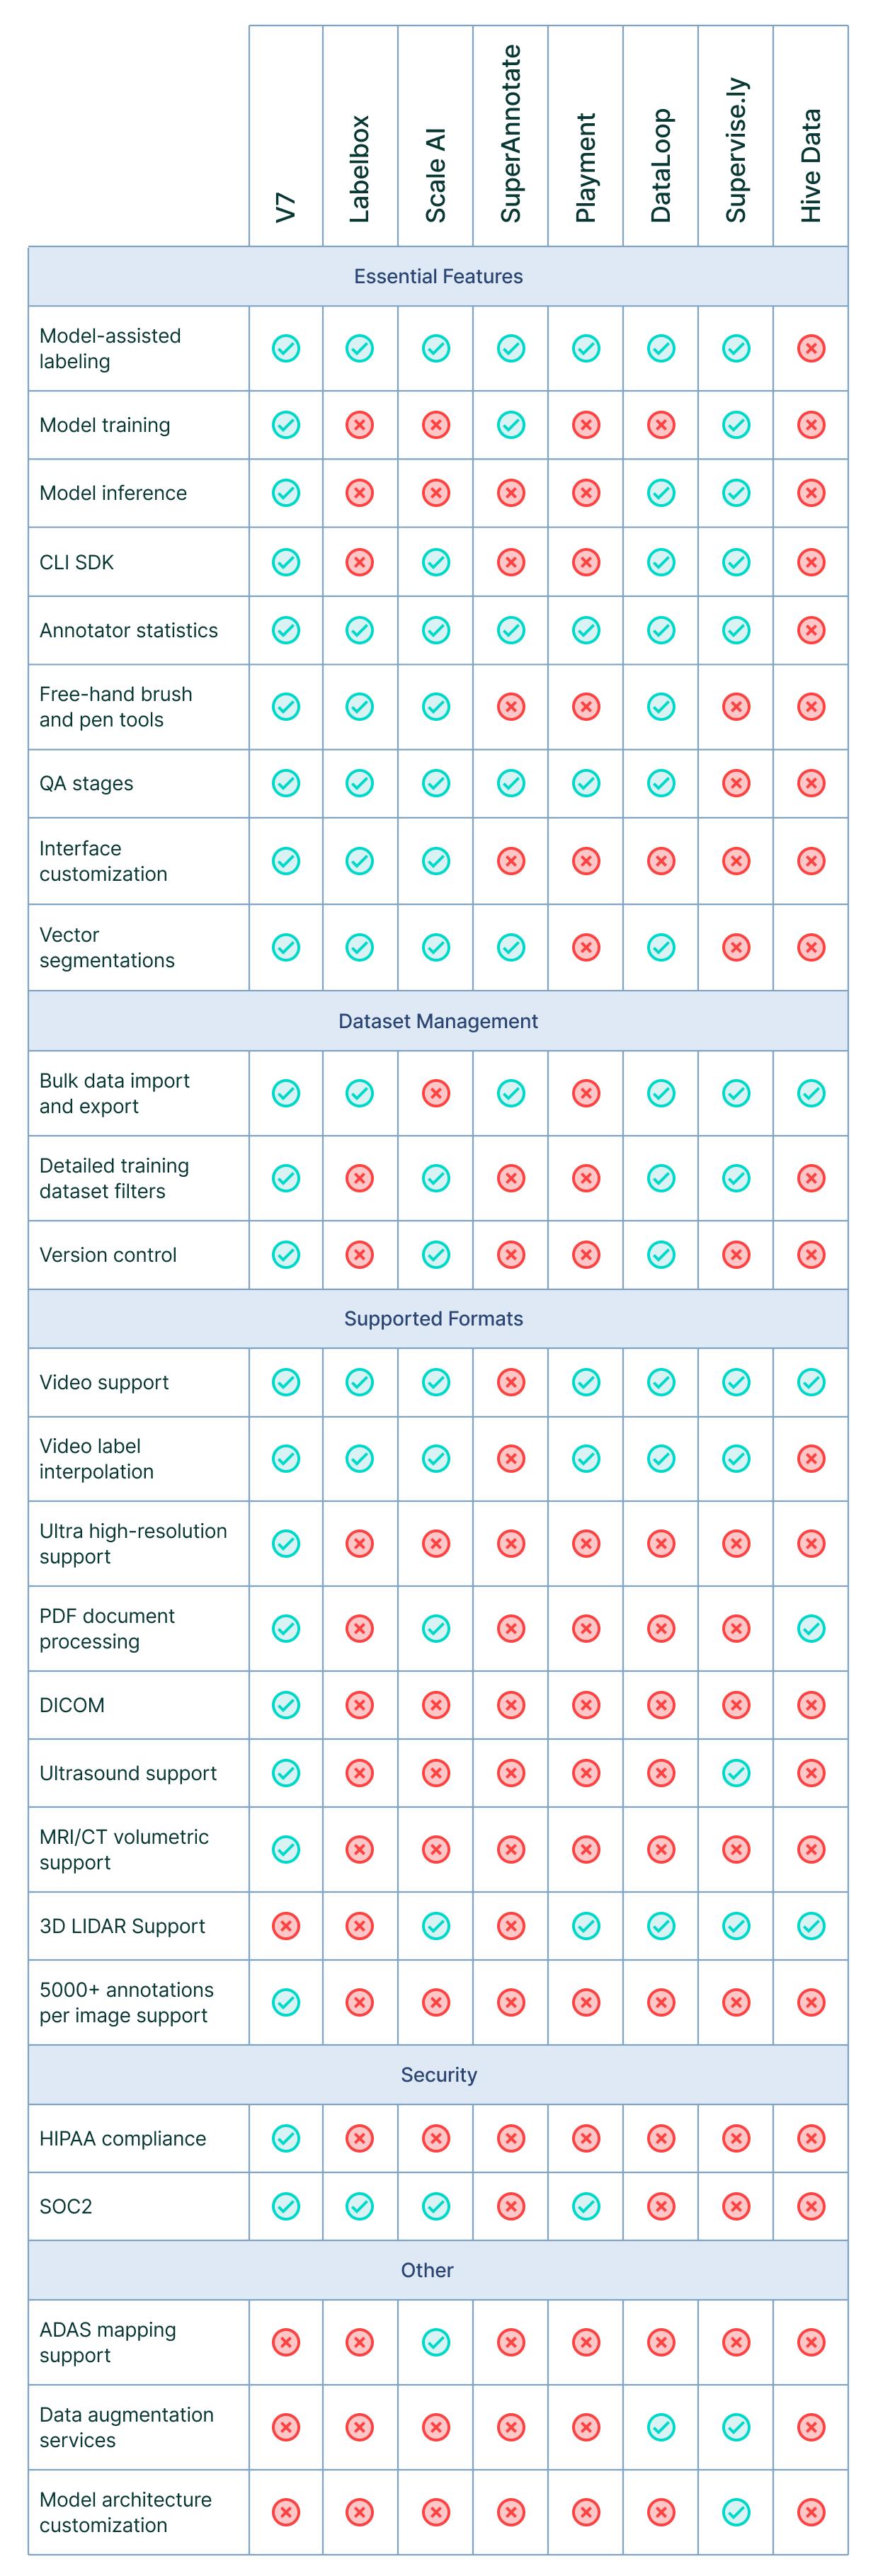 V7
Labelbox
Scale AI
SuperAnnotate
Playment
DataLoop
Supervise.ly
Hive Data
Essential Features
Model-assisted
labeling
Model training
Model inference
CLI SDK
Annotator statistics
Free-hand brush
and pen tools
QA stages
Interface
customization
Vector
segmentations
Dataset Management
Bulk data import
and export
Detailed training
dataset filters
Version control
Supported Formats
Video support
Video label
interpolation
Ultra high-resolution
support
PDF document
processing
DICOM
Ultrasound support
MRI/CT volumetric
support
3D LIDAR Support
5000+ annotations
per image support
Security
HIPAA compliance
SOC2
Other
ADAS mapping
support
Data augmentation
services
Model architecture
customization